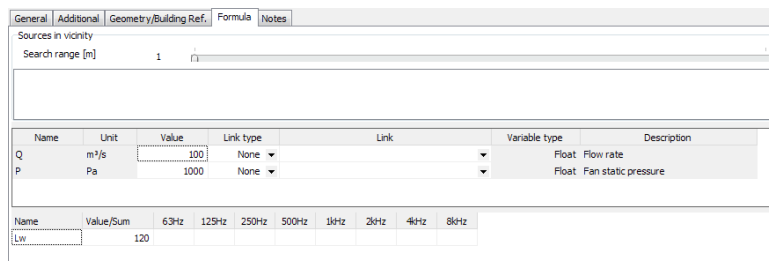 General Additional Geometry/Building Ref. Formula Notes
Sources in vicinity
Search range [m] 1
Name Unit Value Link type Link Variable type Description
Q m³/s 100 None Float Flow rate
P Pa 1000 None Float Fan static pressure
Name Value/Sum 63Hz 125Hz 250Hz 500Hz 1kHz 2kHz 4kHz 8kHz
Lw 120